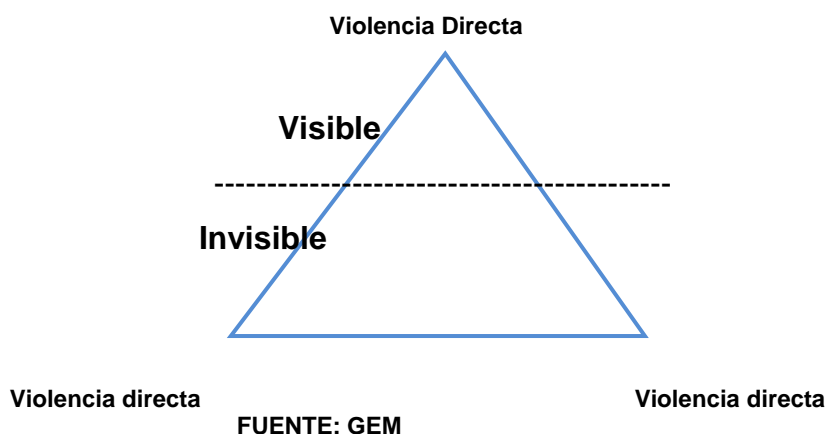 Violencia Directa
Visible
Invisible
Violencia directa
Violencia directa
FUENTE: GEM